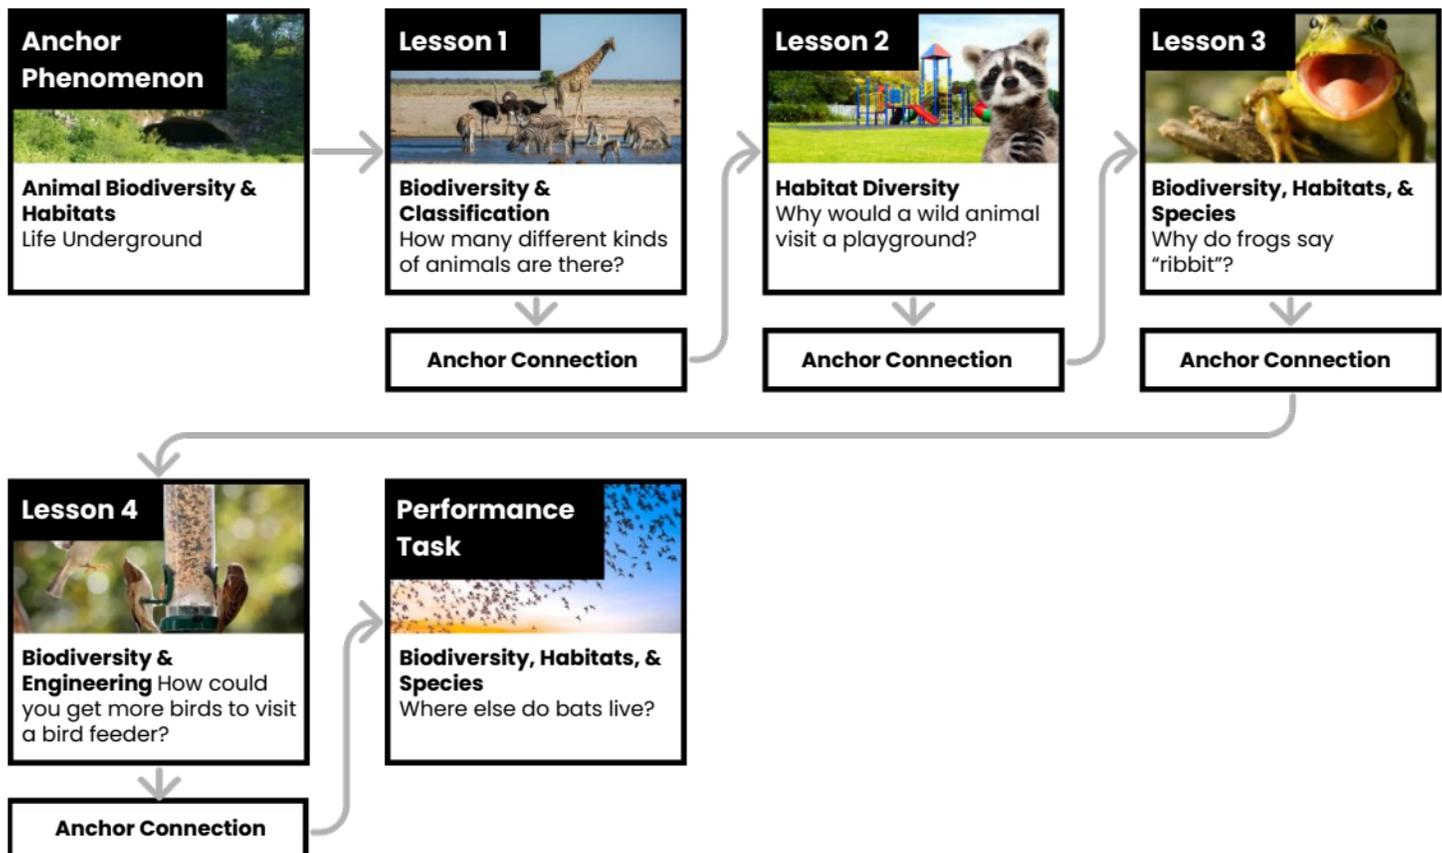 Anchor
Phenomenon
Animal Biodiversity &
Habitats
Life Underground
Lesson 1
Biodiversity &
Classification
How many different kinds
of animals are there?
Anchor Connection
Lesson 2
Habitat Diversity
Why would a wild animal
visit a playground?
Anchor Connection
Lesson 3
Biodiversity, Habitats, &
Species
Why do frogs say
“ribbit”?
Anchor Connection
Lesson 4
Biodiversity &
Engineering How could
you get more birds to visit
a bird feeder?
Anchor Connection
Performance
Task
Biodiversity, Habitats, &
Species
Where else do bats live?